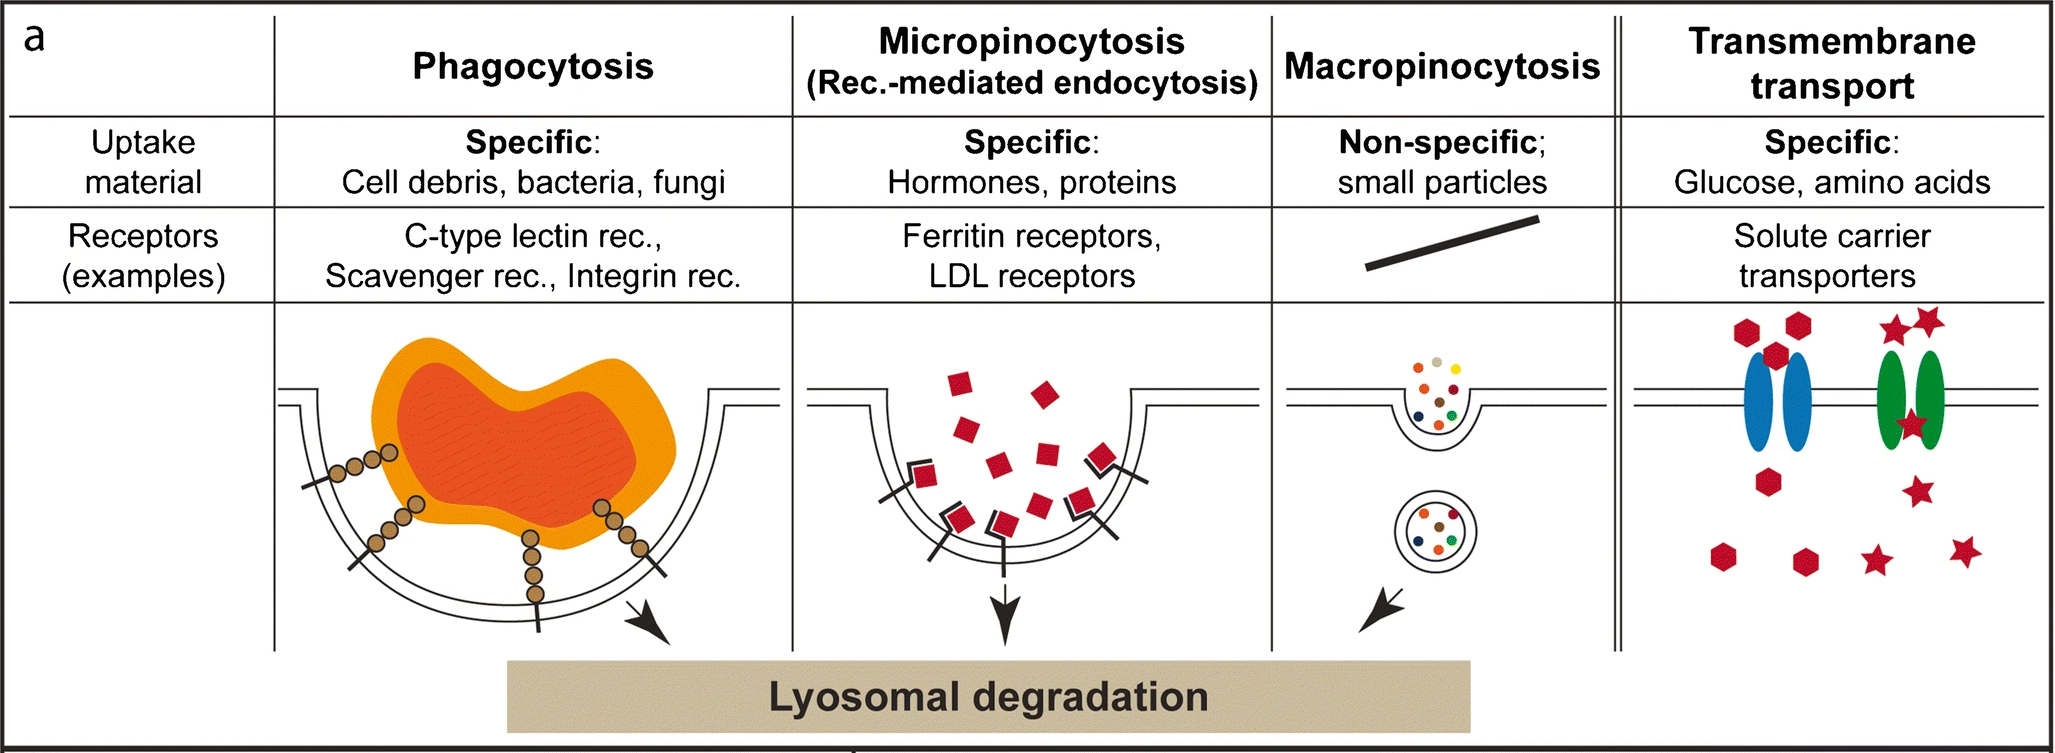 a
Phagocytosis
Micropinocytosis
(Rec.-mediated endocytosis)
Macropinocytosis
Transmembrane
transport
Uptake
material
Specific:
Cell debris, bacteria, fungi
Specific:
Hormones, proteins
Non-specific;
small particles
Specific:
Glucose, amino acids
Receptors
(examples)
C-type lectin rec.,
Scavenger rec., Integrin rec.
Ferritin receptors,
LDL receptors
Solute carrier
transporters
Lyosomal degradation